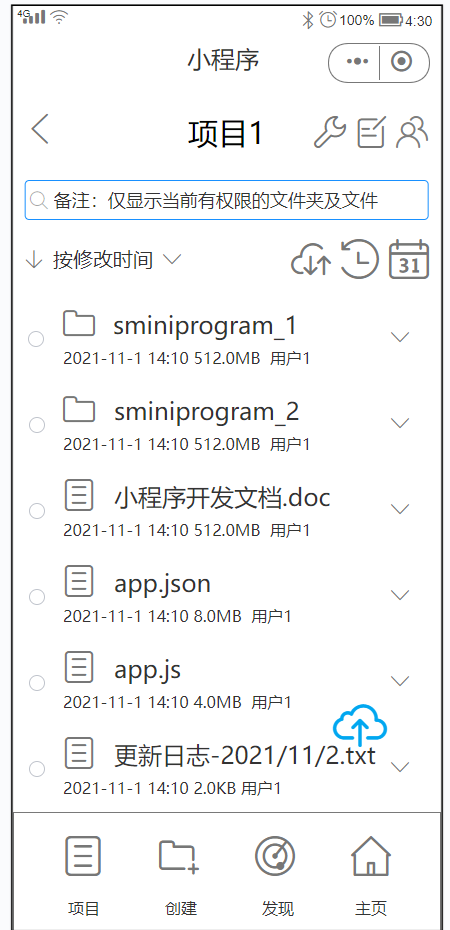 4G 100% 4:30
小程序
项目1
备注：仅显示当前有权限的文件夹及文件
按修改时间 31
sminiprogram_1
2021-11-1 14:10 512.0MB 用户1
sminiprogram_2
2021-11-1 14:10 512.0MB 用户1
小程序开发文档.doc
2021-11-1 14:10 512.0MB 用户1
app.json
2021-11-1 14:10 8.0MB 用户1
app.js
2021-11-1 14:10 4.0MB 用户1
更新日志-2021/11/2.txt
2021-11-1 14:10 2.0KB 用户1
项目 创建 发现 主页